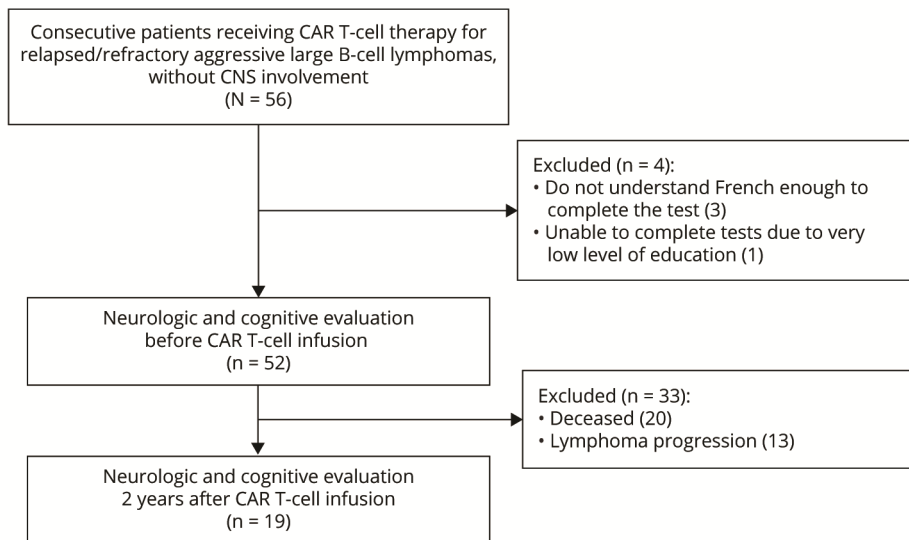 Consecutive patients receiving CAR T-cell therapy for
relapsed/refractory aggressive large B-cell lymphomas,
without CNS involvement
(N = 56)
Excluded (n = 4):
• Do not understand French enough to
complete the test (3)
• Unable to complete tests due to very
low level of education (1)
Neurologic and cognitive evaluation
before CAR T-cell infusion
(n = 52)
Excluded (n = 33):
• Deceased (20)
• Lymphoma progression (13)
Neurologic and cognitive evaluation
2 years after CAR T-cell infusion
(n = 19)